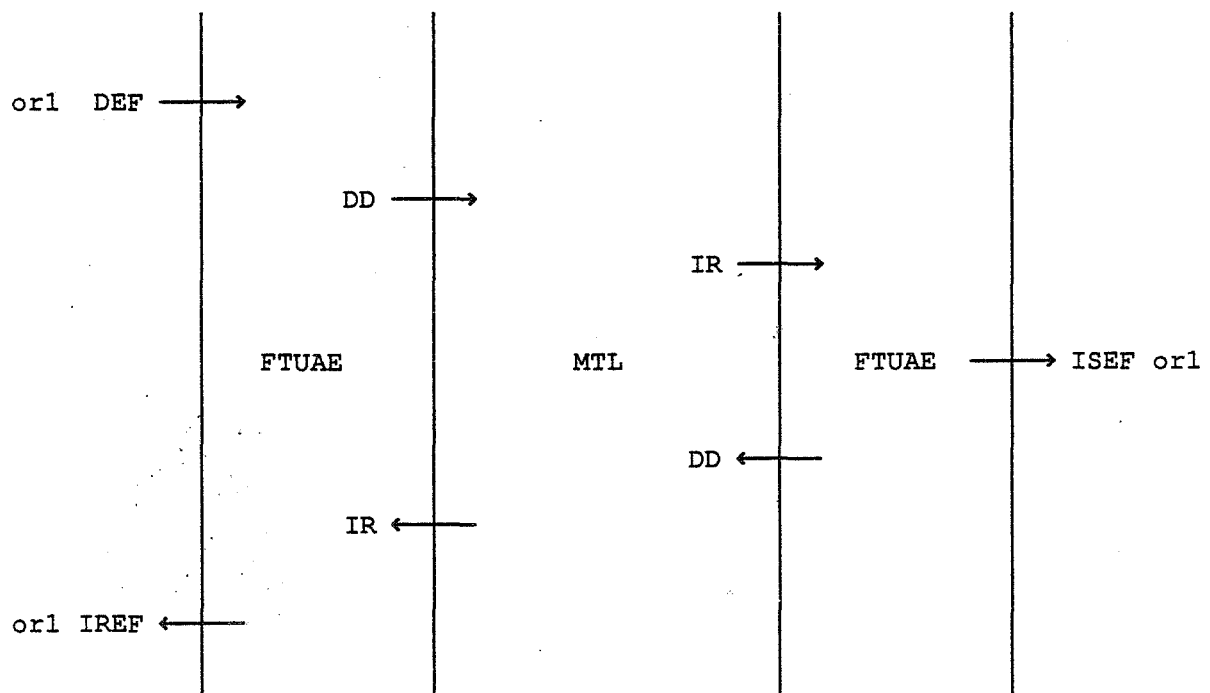 or1 DEF
DD
IR
FTUAE MTL FTUAE ISEF or1
DD
IR
or1 IREF